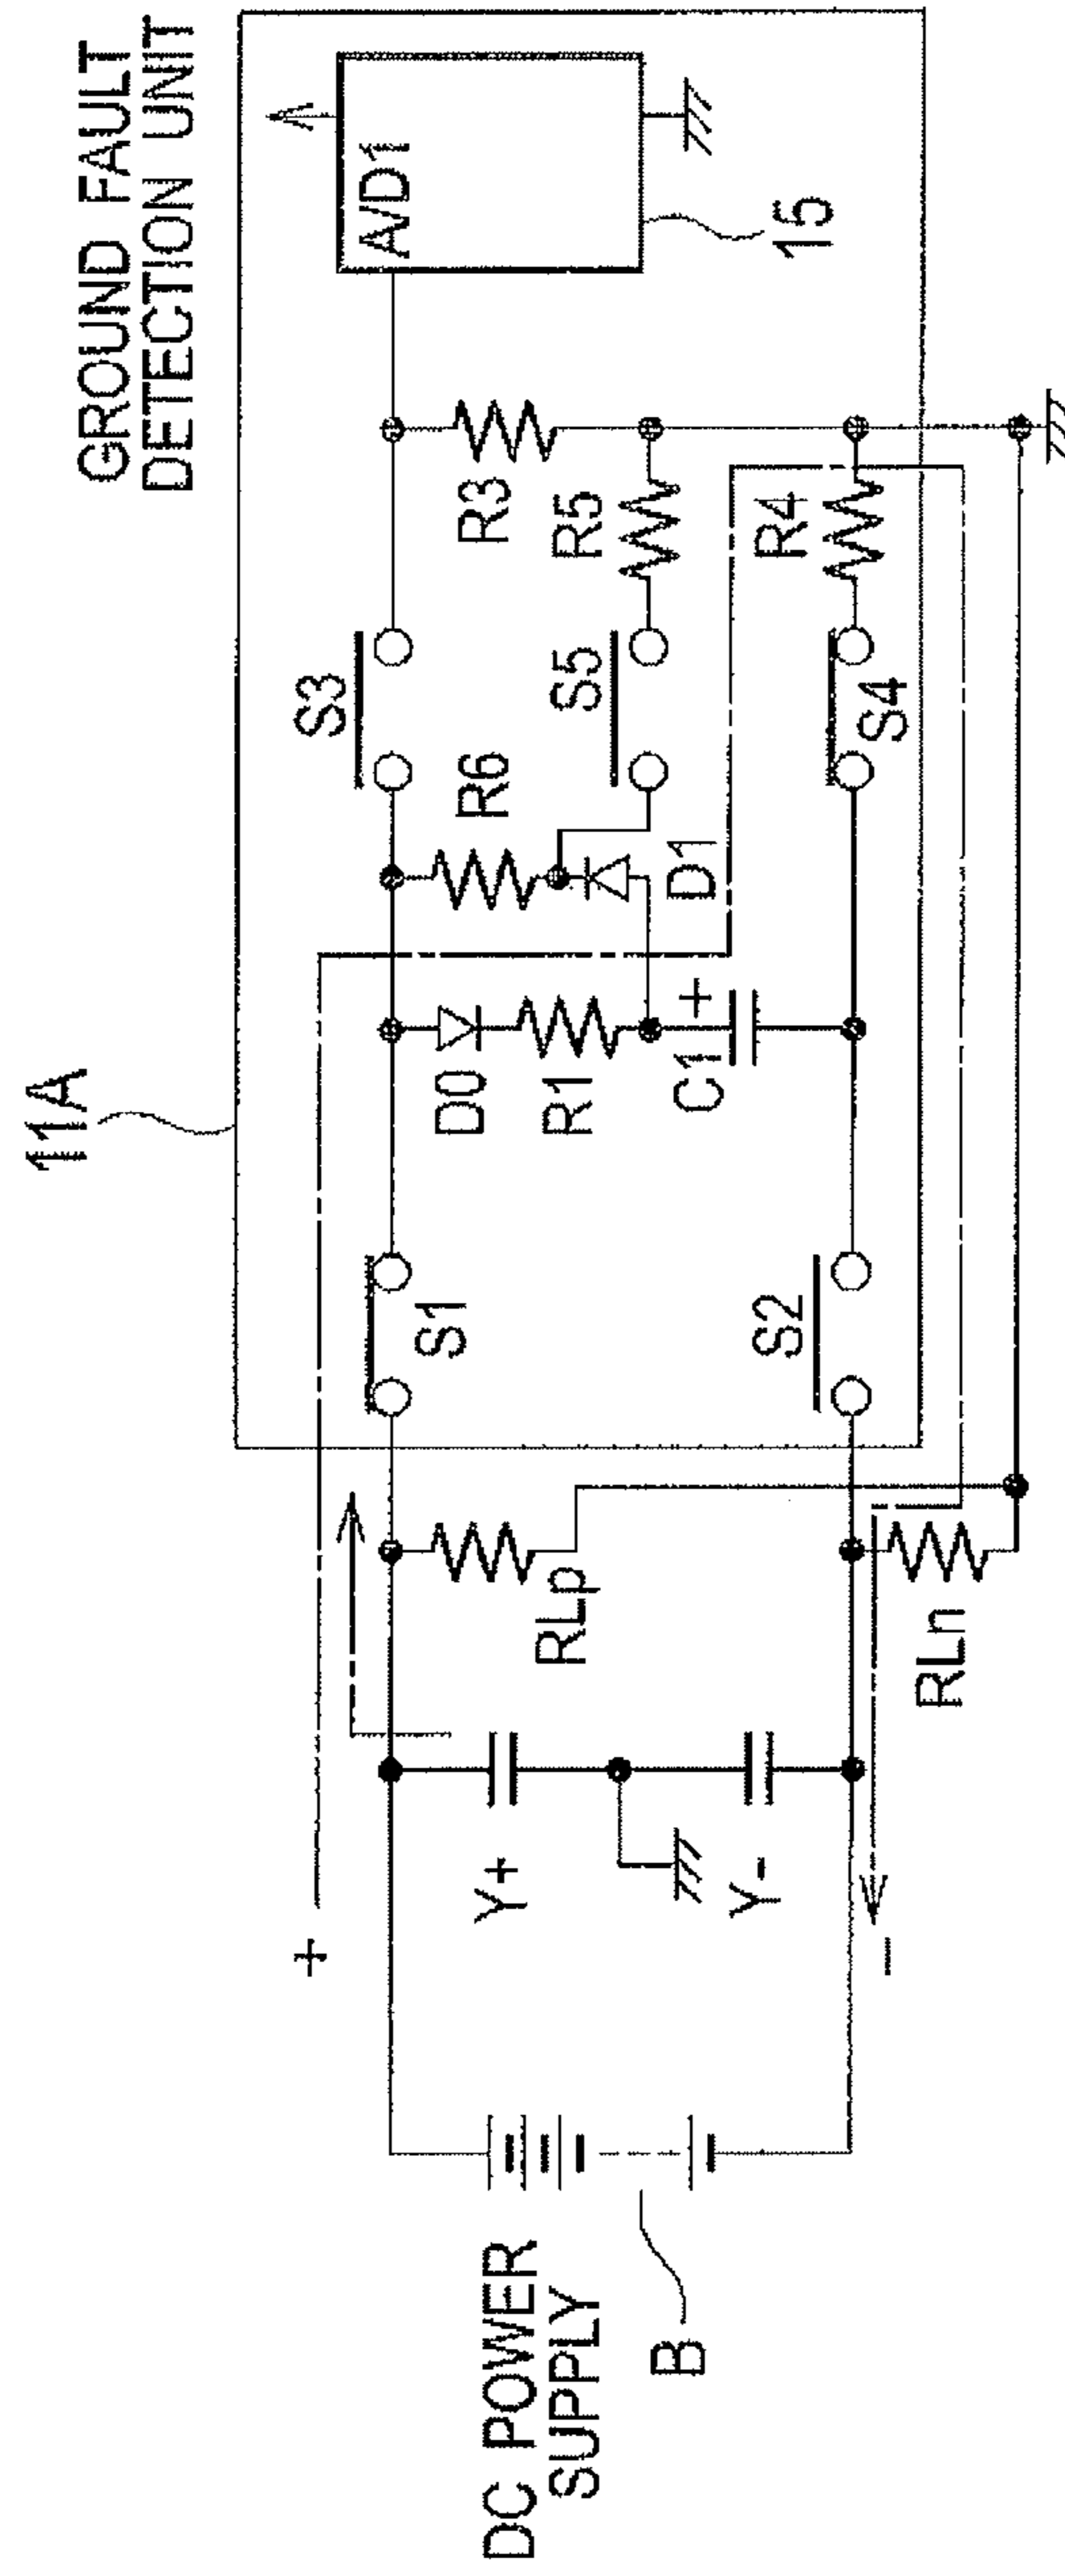 GROUND FAULT
DETECTION UNIT
11A
A/D1
15
S3
R3
R6
S5
R5
D1
D0
R1
C1
+
S4
R4
S1
S2
RLp
RLn
+
-
Y+
Y-
DC POWER
SUPPLY
B